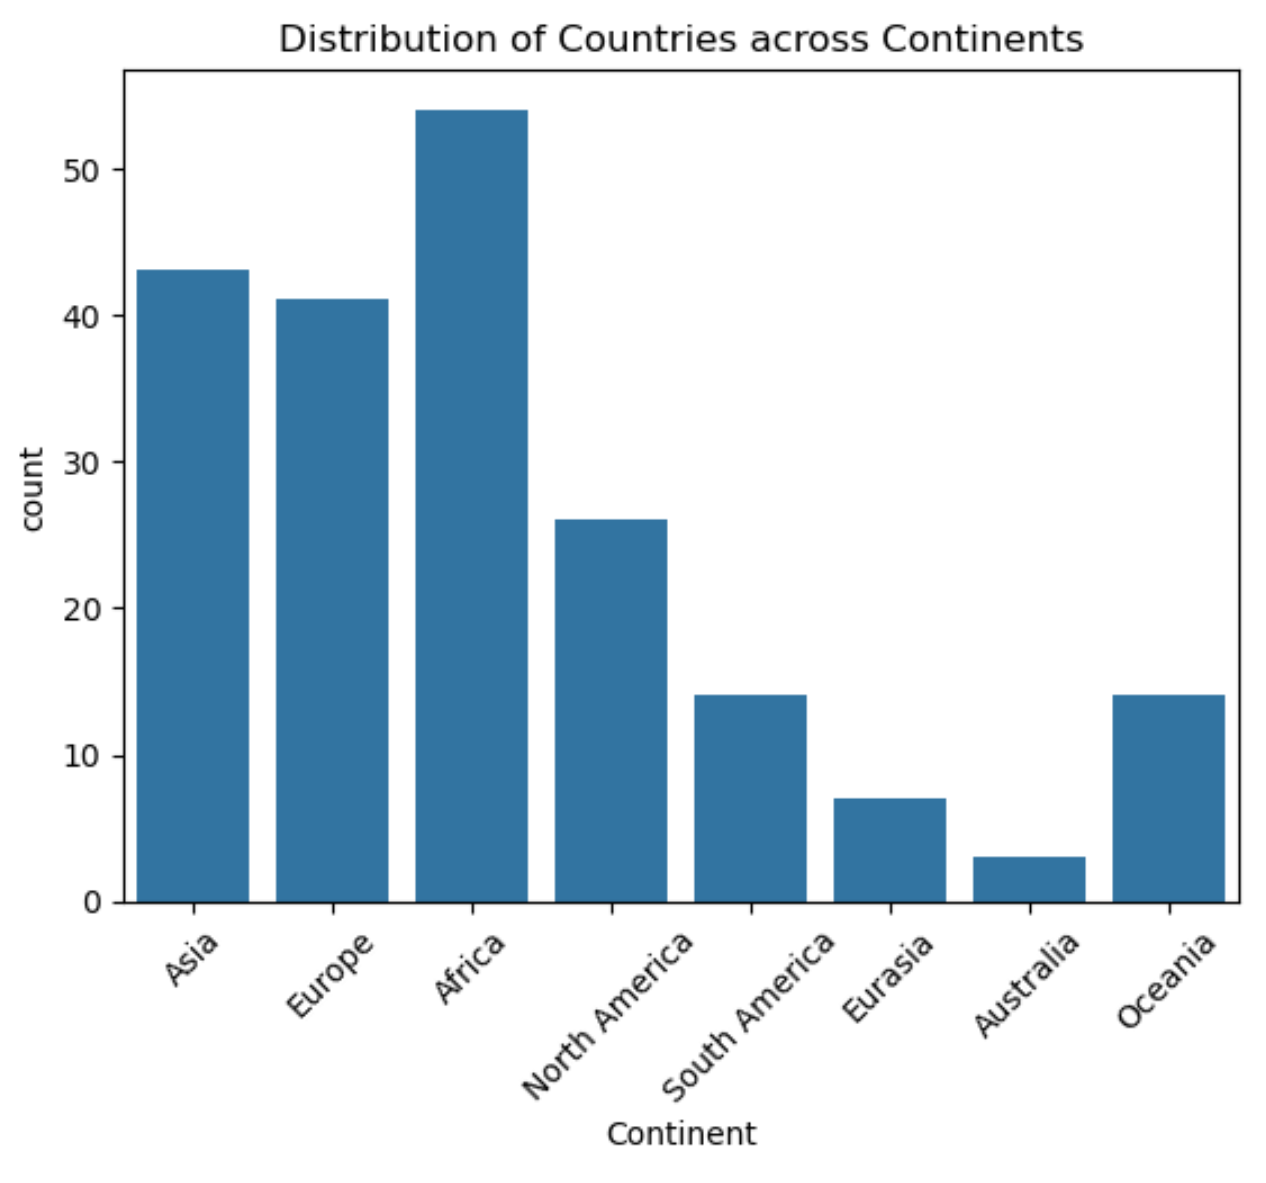 Distribution of Countries across Continents
count
50
40
30
20
10
0
Asia
Europe
Africa
North America
South America
Eurasia
Australia
Oceania
Continent